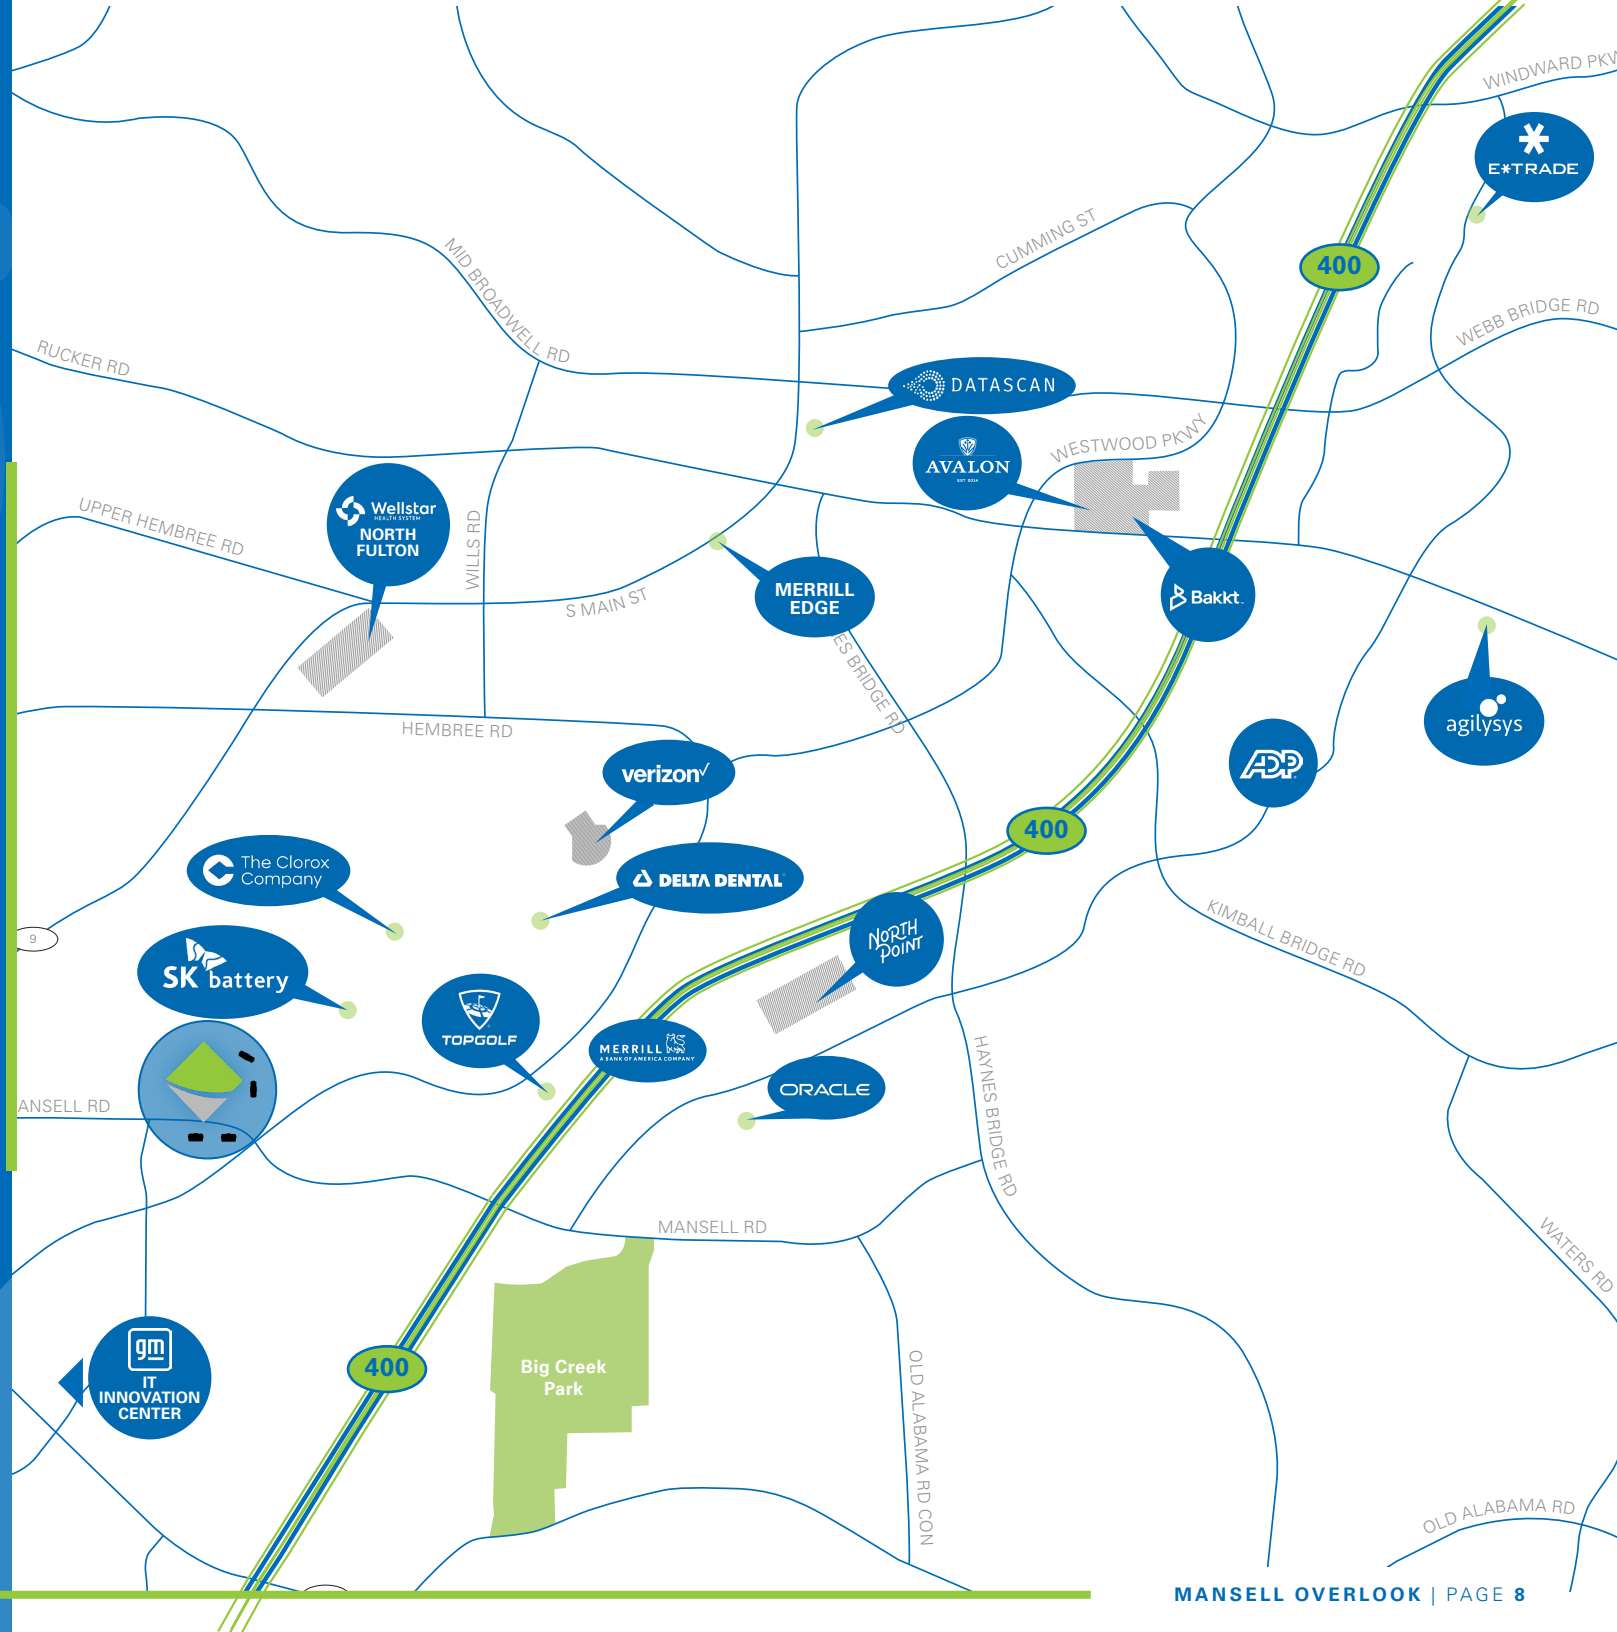 WINDWARD
E*TRADE
CUMMING ST
400
MID BROADWELL RD
WEBB BRIDGE RD
RUCKER RD
DATASCAN
WESTWOOD PKWY
AVALON
EST 2014
Wellstar
HEALTH SYSTEM
NORTH
FULTON
UPPER HEMBREE RD
WILLS RD
MERRILL
EDGE
Bakkt
S MAIN ST
ES BRIDGE RD
agilysys
HEMBREE RD
verizon✓
ADP
400
The Clorox
Company
DELTA DENTAL
NORTH
POINT
KIMBALL BRIDGE RD
9
SK battery
TOPGOLF
MERRILL
A BANK OF AMERICA COMPANY
HAYNES BRIDGE RD
ORACLE
ANSELL RD
MANSELL RD
WATERS RD
gm
IT
INNOVATION
CENTER
400
Big Creek
Park
OLD ALABAMA RD CON
OLD ALABAMA RD
MANSELL OVERLOOK | PAGE 8